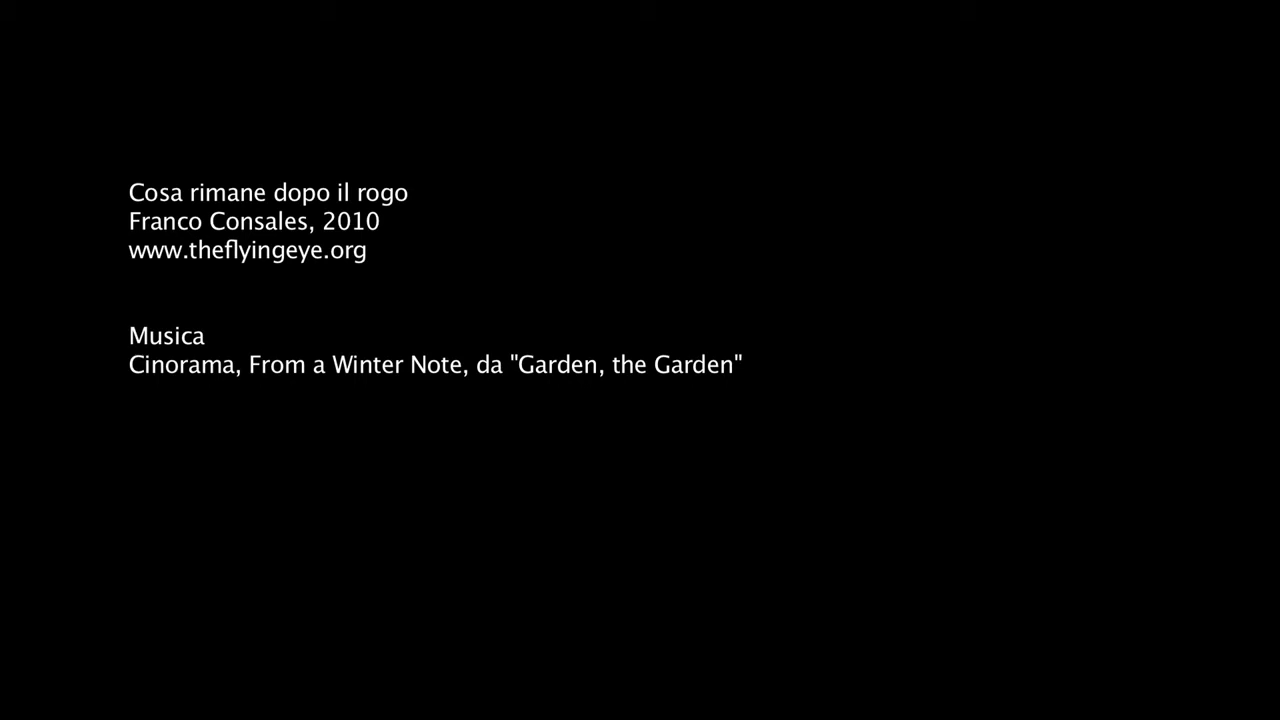 Cosa rimane dopo il rogo
Franco Consales, 2010
www.theflyingeye.org
Musica
Cinorama, From a Winter Note, da "Garden, the Garden"